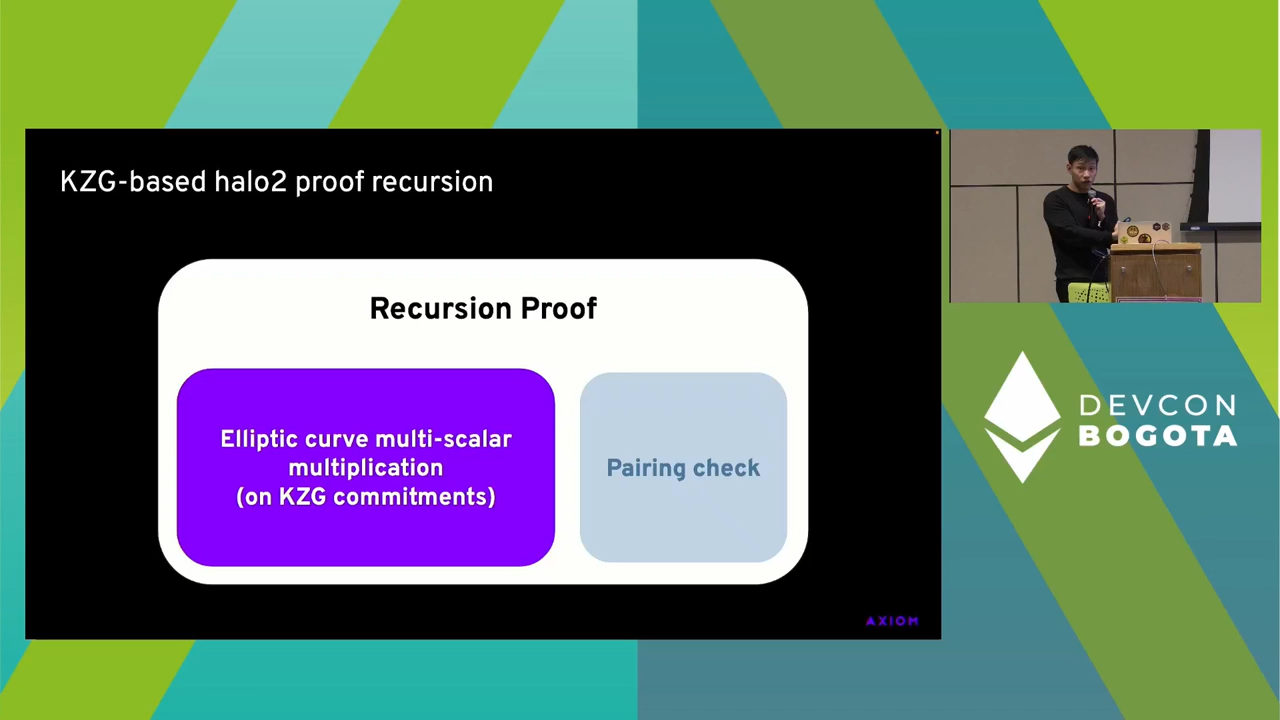 KZG-based halo2 proof recursion
Recursion Proof
Elliptic curve multi-scalar
multiplication
(on KZG commitments)
Pairing check
AXIOM
DEVCON
BOGOTA